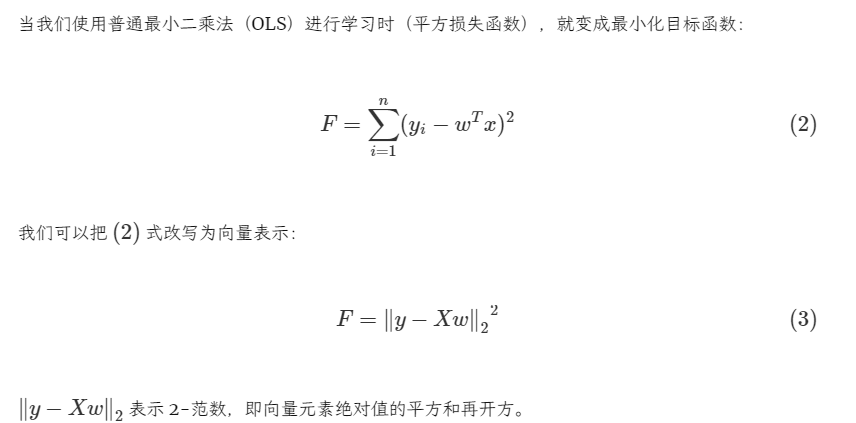 当我们使用普通最小二乘法（OLS）进行学习时（平方损失函数），就变成最小化目标函数：
F = \sum_{i=1}^{n} (y_i − w^T x)^2 (2)
我们可以把 (2) 式改写为向量表示：
F = ‖y − Xw‖_2^2 (3)
‖y − Xw‖_2 表示 2-范数，即向量元素绝对值的平方和再开方。